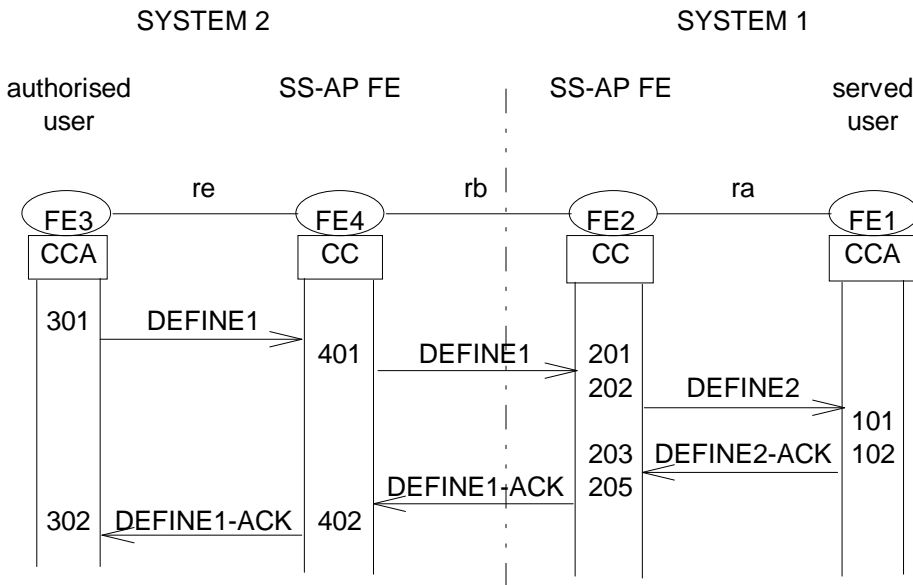 SYSTEM 2 SYSTEM 1
authorised user SS-AP FE SS-AP FE served user
re rb ra
FE3 FE4 FE2 FE1
CCA CC CC CCA
301 DEFINE1
401 DEFINE1 201
202 DEFINE2
101
203 DEFINE2-ACK 102
DEFINE1-ACK 205
302 DEFINE1-ACK 402